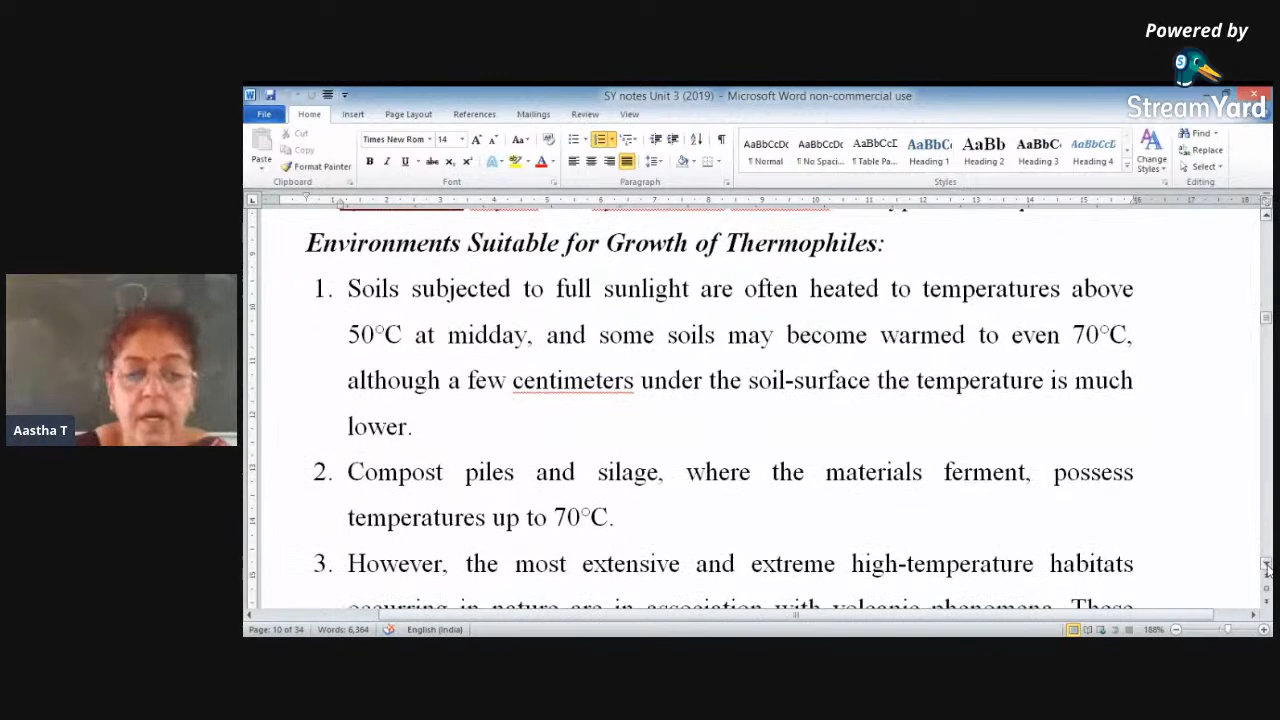 Powered by
StreamYard
SY notes Unit 3 (2019) - Microsoft Word non-commercial use
File Home Insert Page Layout References Mailings Review View
Paste
Cut
Copy
Format Painter
Clipboard
Times New Rom 14
Font
Paragraph
AaBbCcDc AaBbCcDc AaBbCcD AaBbC AaBb AaBbC AaBbCcD
¶ Normal ¶ No Spaci... ¶ Table Pa... Heading 1 Heading 2 Heading 3 Heading 4
Styles
Change Styles
Find
Replace
Select
Editing
Environments Suitable for Growth of Thermophiles:
1. Soils subjected to full sunlight are often heated to temperatures above
50°C at midday, and some soils may become warmed to even 70°C,
although a few centimeters under the soil-surface the temperature is much
lower.
2. Compost piles and silage, where the materials ferment, possess
temperatures up to 70°C.
3. However, the most extensive and extreme high-temperature habitats
occurring in nature are in association with volcanic phenomena. These
Aastha T
Page: 10 of 34 Words: 6,364 English (India) 188%